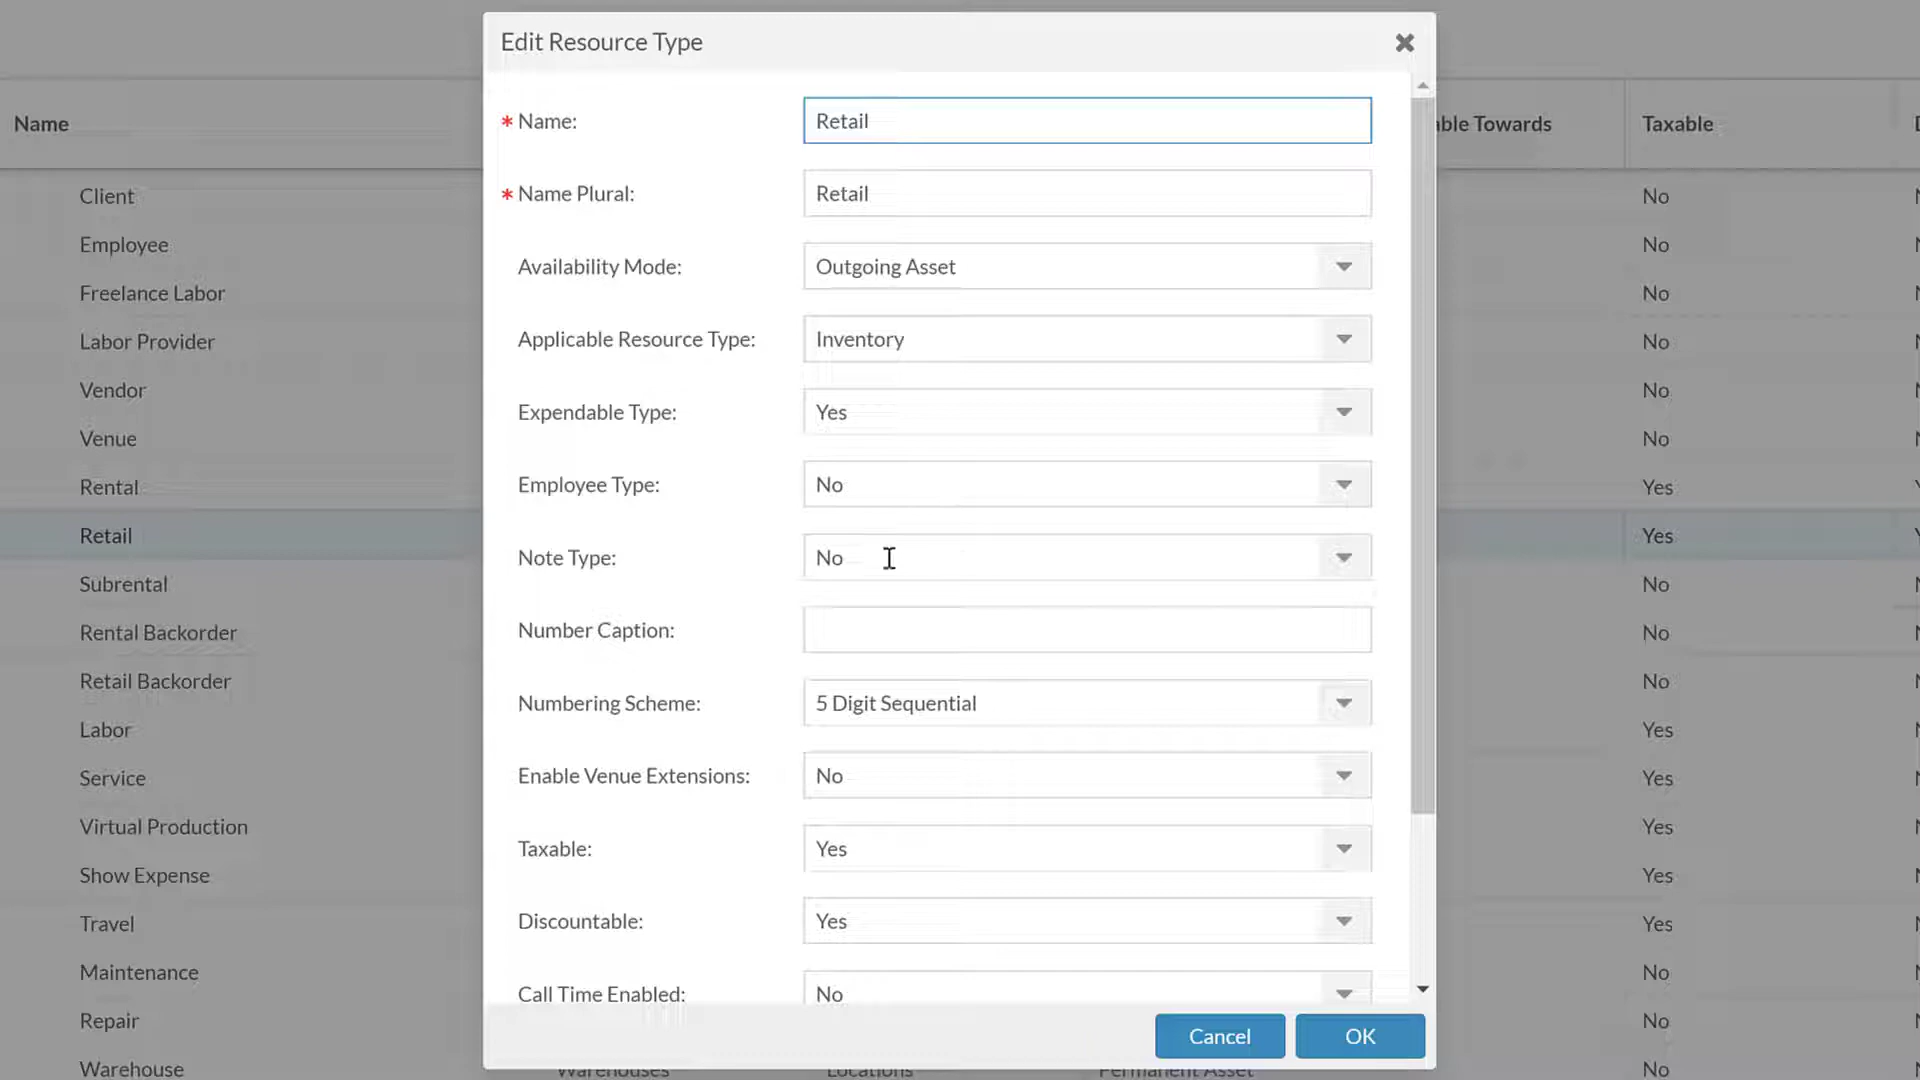 Edit Resource Type
Name
Taxable
* Name: Retail
* Name Plural: Retail
Availability Mode: Outgoing Asset
Applicable Resource Type: Inventory
Expendable Type: Yes
Employee Type: No
Note Type: No
Number Caption:
Numbering Scheme: 5 Digit Sequential
Enable Venue Extensions: No
Taxable: Yes
Discountable: Yes
Call Time Enabled: No
Cancel OK
Towards
Client No
Employee No
Freelance Labor No
Labor Provider No
Vendor No
Venue No
Rental Yes
Retail Yes
Subrental No
Rental Backorder No
Retail Backorder No
Labor Yes
Service Yes
Virtual Production Yes
Show Expense Yes
Travel Yes
Maintenance No
Repair No
Warehouse Warehouses Locations Permanent Asset No